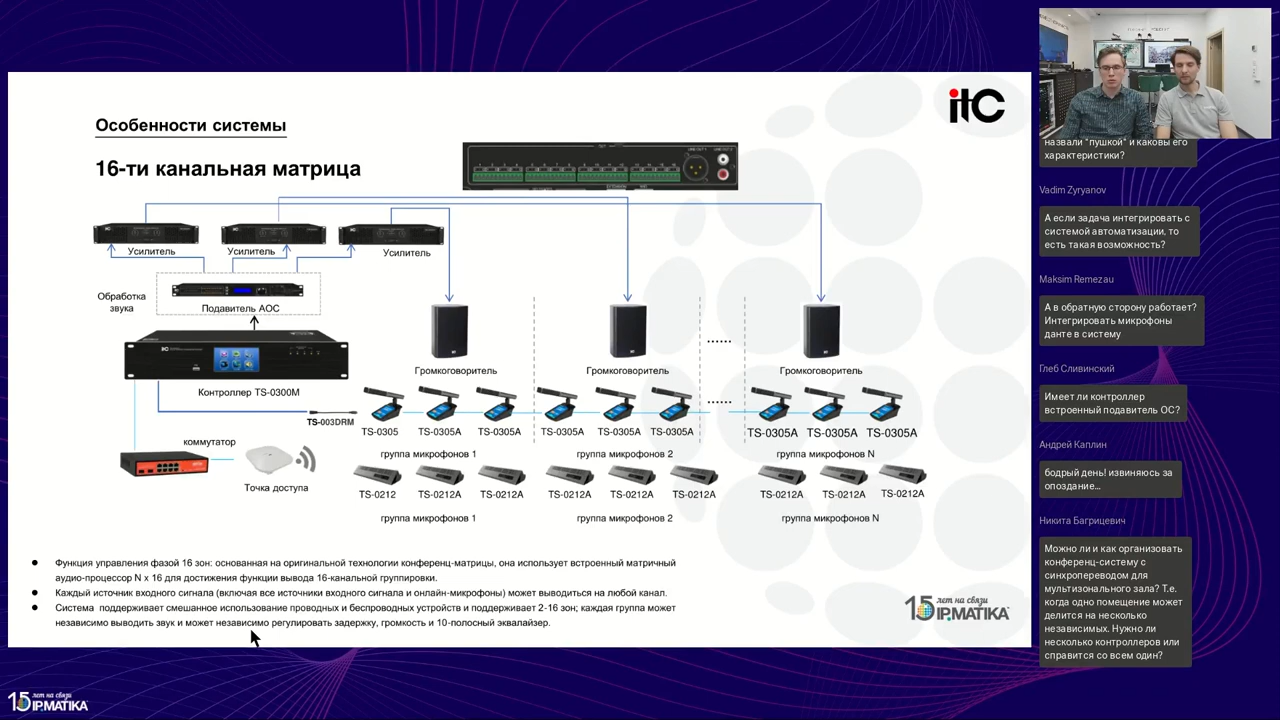 itc
Особенности системы
16-ти канальная матрица
Усилитель
Усилитель
Усилитель
Обработка
звука
Подавитель АОС
Контроллер TS-0300M
TS-003DRM
коммутатор
Точка доступа
Громкоговоритель
Громкоговоритель
Громкоговоритель
......
......
TS-0305
TS-0305A
TS-0305A
TS-0305A
TS-0305A
TS-0305A
TS-0305A
TS-0305A
TS-0305A
группа микрофонов 1
группа микрофонов 2
группа микрофонов N
TS-0212
TS-0212A
TS-0212A
TS-0212A
TS-0212A
TS-0212A
TS-0212A
TS-0212A
TS-0212A
группа микрофонов 1
группа микрофонов 2
группа микрофонов N
● Функция управления фазой 16 зон: основанная на оригинальной технологии конференц-матрицы, она использует встроенный матричный
аудио-процессор N x 16 для достижения функции вывода 16-канальной группировки.
● Каждый источник входного сигнала (включая все источники входного сигнала и онлайн-микрофоны) может выводиться на любой канал.
● Система поддерживает смешанное использование проводных и беспроводных устройств и поддерживает 2-16 зон; каждая группа может
независимо выводить звук и может независимо регулировать задержку, громкость и 10-полосный эквалайзер.
15 лет на связи
IP.MATIKA
15 лет на связи
IP.MATIKA
назвали "пушкой" и каковы его
характеристики?
Vadim Zyryanov
А если задача интегрировать с
системой автоматизации, то
есть такая возможность?
Maksim Remezau
А в обратную сторону работает?
Интегрировать микрофоны
данте в систему
Глеб Сливинский
Имеет ли контроллер
встроенный подавитель ОС?
Андрей Каплин
бодрый день! извиняюсь за
опоздание...
Никита Багрицевич
Можно ли и как организовать
конференц-систему с
синхропереводом для
мультизонального зала? Т.е.
когда одно помещение может
делится на несколько
независимых. Нужно ли
несколько контроллеров или
справится со всем один?